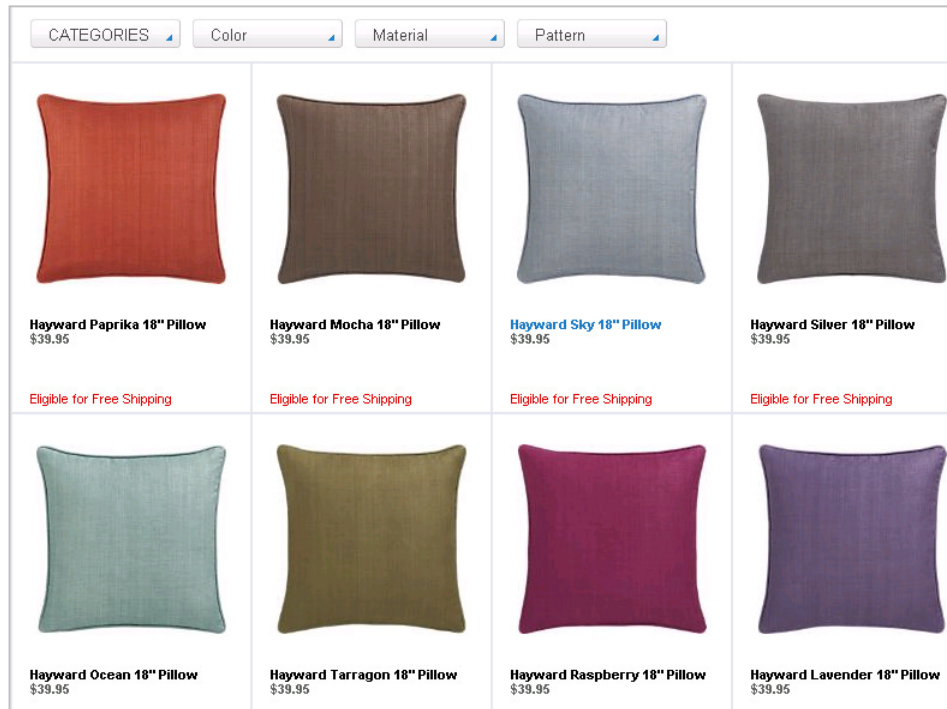 CATEGORIES
Color
Material
Pattern
Hayward Paprika 18" Pillow
$39.95
Eligible for Free Shipping
Hayward Mocha 18" Pillow
$39.95
Eligible for Free Shipping
Hayward Sky 18" Pillow
$39.95
Eligible for Free Shipping
Hayward Silver 18" Pillow
$39.95
Eligible for Free Shipping
Hayward Ocean 18" Pillow
$39.95
Hayward Tarragon 18" Pillow
$39.95
Hayward Raspberry 18" Pillow
$39.95
Hayward Lavender 18" Pillow
$39.95